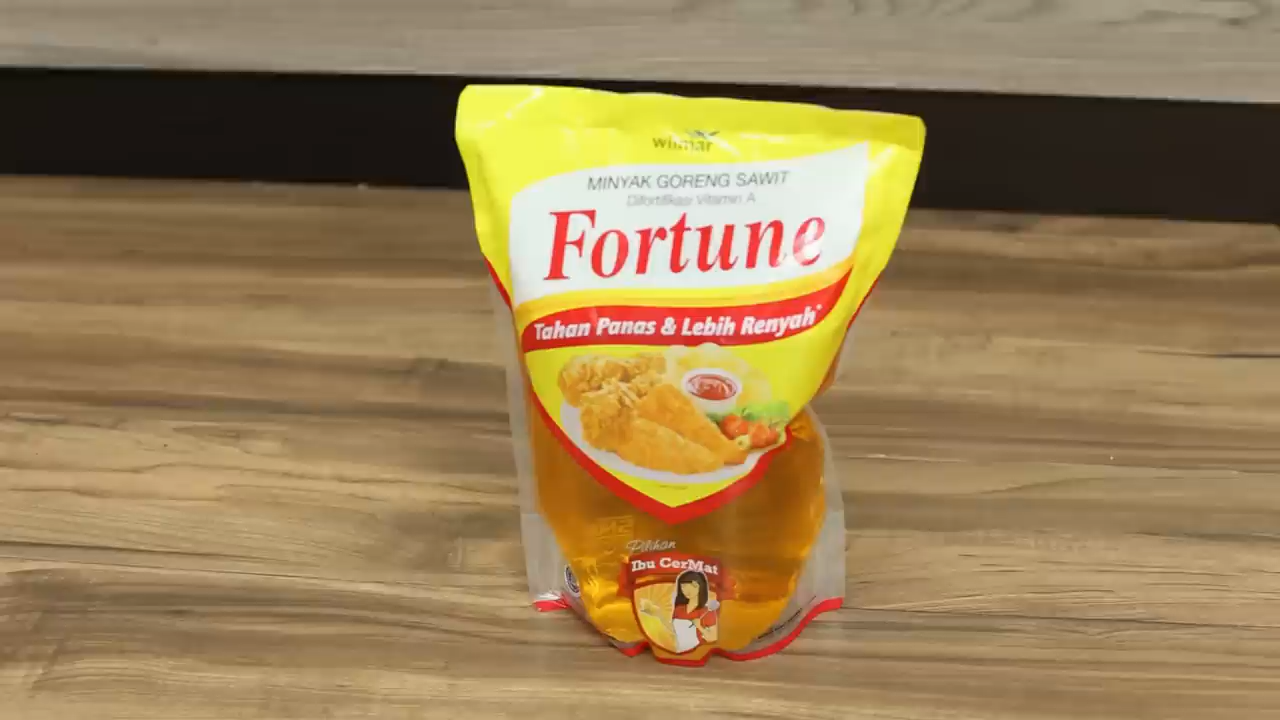 wilmar
MINYAK GORENG SAWIT
Difortifikasi Vitamin A
Fortune
Tahan Panas & Lebih Renyah*
Pilihan
Ibu CerMat